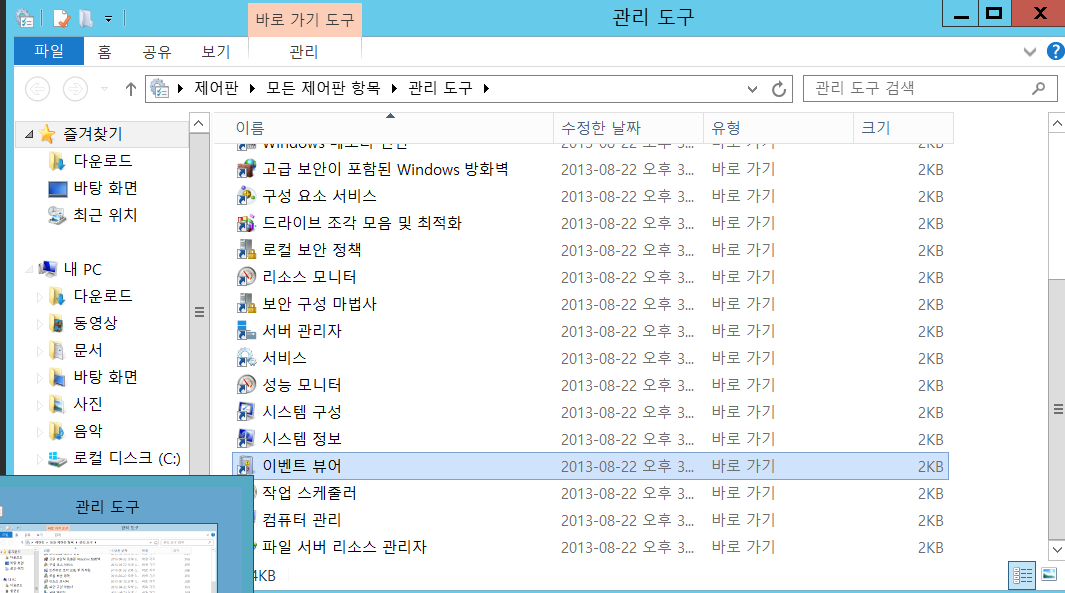 바로 가기 도구
관리 도구
파일 홈 공유 보기 관리
제어판 모든 제어판 항목 관리 도구
관리 도구 검색
즐겨찾기
다운로드
바탕 화면
최근 위치
내 PC
다운로드
동영상
문서
바탕 화면
사진
음악
로컬 디스크 (C:)
이름 수정한 날짜 유형 크기
Windows 메모리 진단 2013-08-22 오후 3... 바로 가기 2KB
고급 보안이 포함된 Windows 방화벽 2013-08-22 오후 3... 바로 가기 2KB
구성 요소 서비스 2013-08-22 오후 3... 바로 가기 2KB
드라이브 조각 모음 및 최적화 2013-08-22 오후 3... 바로 가기 2KB
로컬 보안 정책 2013-08-22 오후 3... 바로 가기 2KB
리소스 모니터 2013-08-22 오후 3... 바로 가기 2KB
보안 구성 마법사 2013-08-22 오후 3... 바로 가기 2KB
서버 관리자 2013-08-22 오후 3... 바로 가기 2KB
서비스 2013-08-22 오후 3... 바로 가기 2KB
성능 모니터 2013-08-22 오후 3... 바로 가기 2KB
시스템 구성 2013-08-22 오후 3... 바로 가기 2KB
시스템 정보 2013-08-22 오후 3... 바로 가기 2KB
이벤트 뷰어 2013-08-22 오후 3... 바로 가기 2KB
작업 스케줄러 2013-08-22 오후 3... 바로 가기 2KB
컴퓨터 관리 2013-08-22 오후 3... 바로 가기 2KB
파일 서버 리소스 관리자 2013-08-22 오후 3... 바로 가기 2KB
관리 도구
4KB